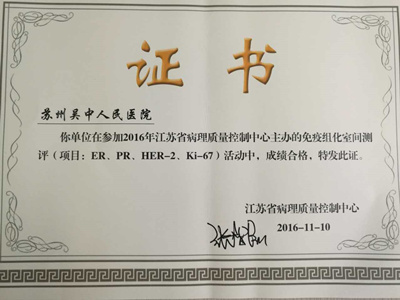 证书
苏州吴中人民医院
你单位在参加2016年江苏省病理质量控制中心主办的免疫组化室间测
评（项目：ER、PR、HER-2、Ki-67）活动中，成绩合格，特发此证。
江苏省病理质量控制中心
2016-11-10